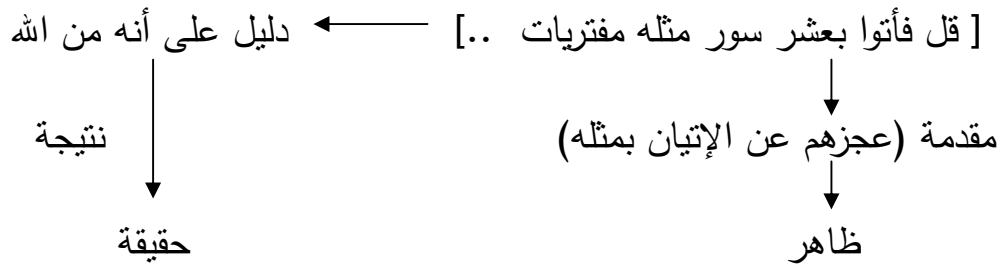 [ قل فأتوا بعشر سور مثله مفتريات ..] دليل على أنه من الله
مقدمة (عجزهم عن الإتيان بمثله) نتيجة
ظاهر حقيقة